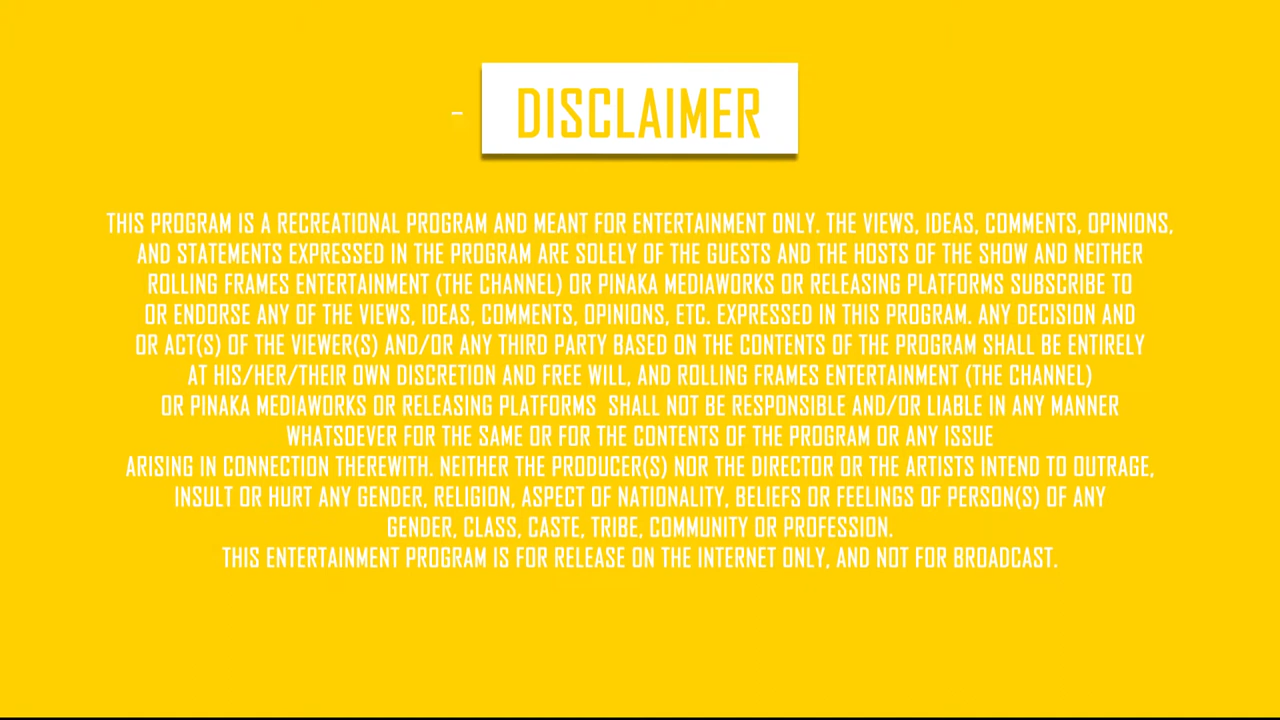 - DISCLAIMER
THIS PROGRAM IS A RECREATIONAL PROGRAM AND MEANT FOR ENTERTAINMENT ONLY. THE VIEWS, IDEAS, COMMENTS, OPINIONS,
AND STATEMENTS EXPRESSED IN THE PROGRAM ARE SOLELY OF THE GUESTS AND THE HOSTS OF THE SHOW AND NEITHER
ROLLING FRAMES ENTERTAINMENT (THE CHANNEL) OR PINAKA MEDIAWORKS OR RELEASING PLATFORMS SUBSCRIBE TO
OR ENDORSE ANY OF THE VIEWS, IDEAS, COMMENTS, OPINIONS, ETC. EXPRESSED IN THIS PROGRAM. ANY DECISION AND
OR ACT(S) OF THE VIEWER(S) AND/OR ANY THIRD PARTY BASED ON THE CONTENTS OF THE PROGRAM SHALL BE ENTIRELY
AT HIS/HER/THEIR OWN DISCRETION AND FREE WILL, AND ROLLING FRAMES ENTERTAINMENT (THE CHANNEL)
OR PINAKA MEDIAWORKS OR RELEASING PLATFORMS SHALL NOT BE RESPONSIBLE AND/OR LIABLE IN ANY MANNER
WHATSOEVER FOR THE SAME OR FOR THE CONTENTS OF THE PROGRAM OR ANY ISSUE
ARISING IN CONNECTION THEREWITH. NEITHER THE PRODUCER(S) NOR THE DIRECTOR OR THE ARTISTS INTEND TO OUTRAGE,
INSULT OR HURT ANY GENDER, RELIGION, ASPECT OF NATIONALITY, BELIEFS OR FEELINGS OF PERSON(S) OF ANY
GENDER, CLASS, CASTE, TRIBE, COMMUNITY OR PROFESSION.
THIS ENTERTAINMENT PROGRAM IS FOR RELEASE ON THE INTERNET ONLY, AND NOT FOR BROADCAST.